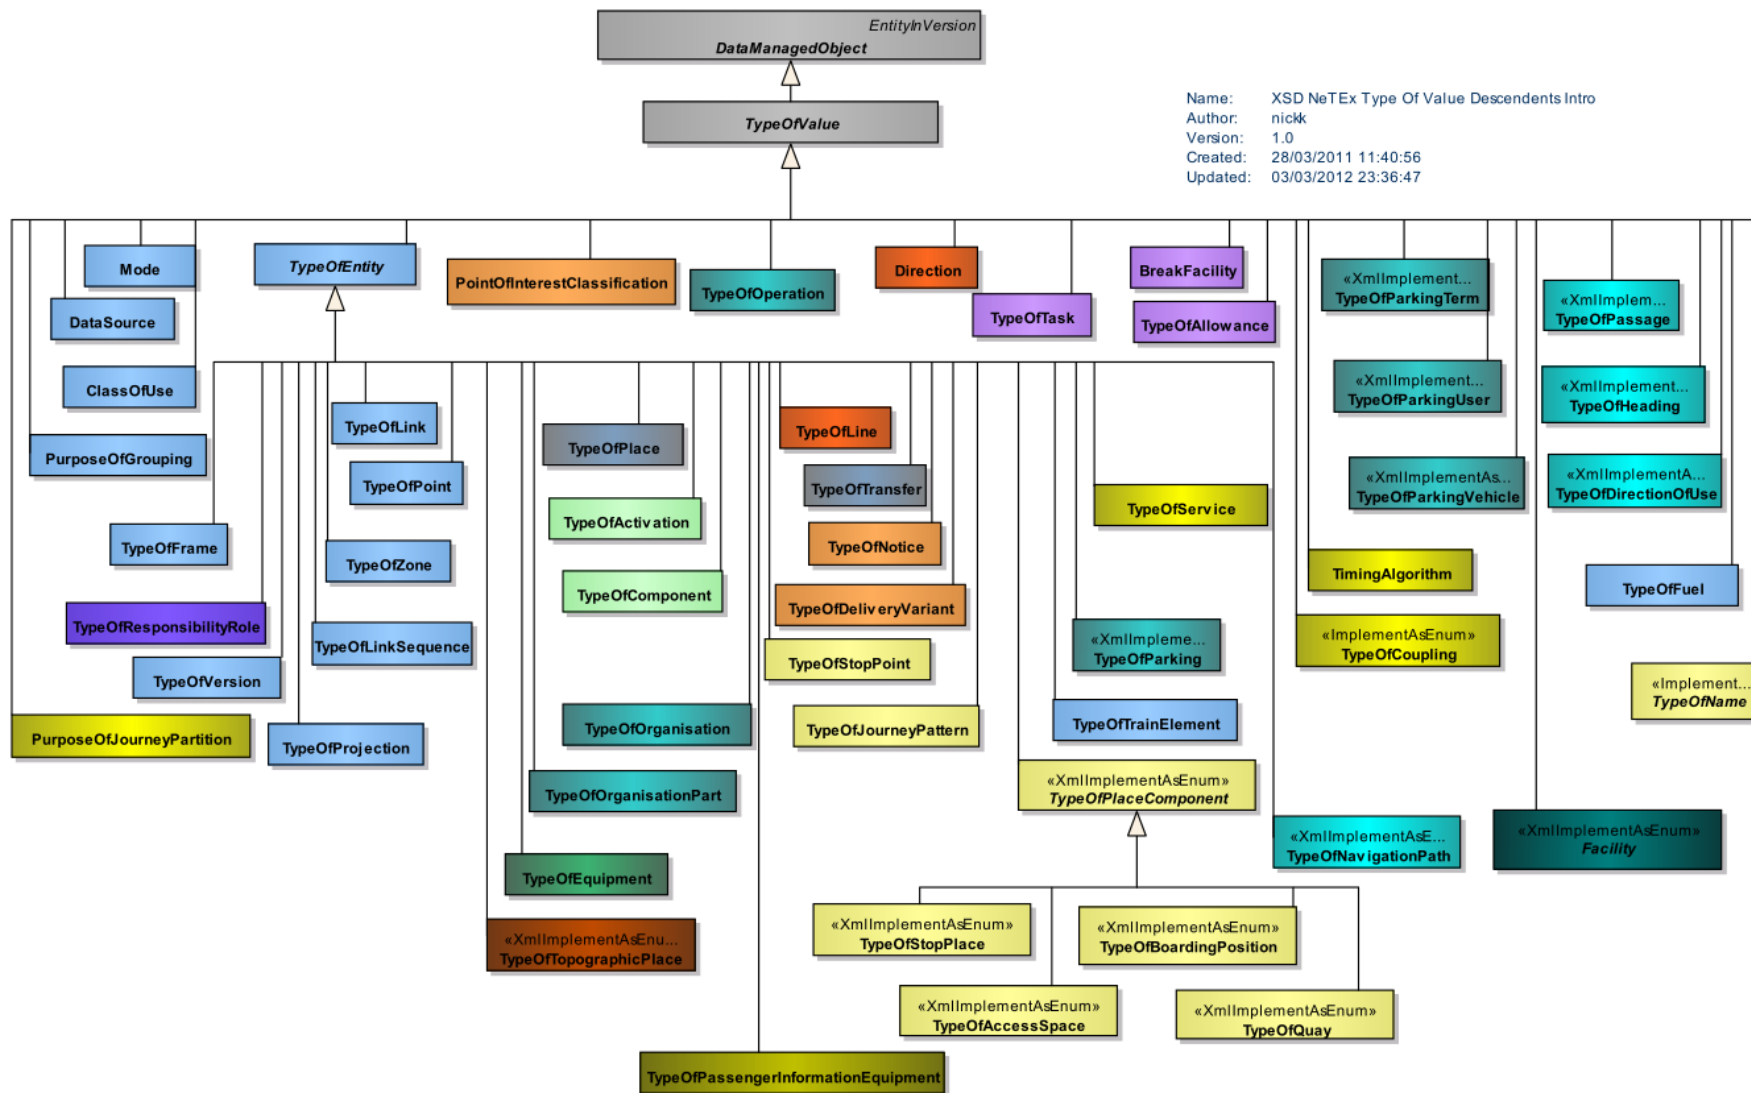 EntityInVersion
DataManagedObject
TypeOfValue
Name: XSD NeTEx Type Of Value Descendents Intro
Author: nickk
Version: 1.0
Created: 28/03/2011 11:40:56
Updated: 03/03/2012 23:36:47
Mode
TypeOfEntity
PointOfInterestClassification
TypeOfOperation
Direction
BreakFacility
«XmlImplement...
TypeOfParkingTerm
«XmlImplem...
TypeOfPassage
DataSource
TypeOfTask
TypeOfAllowance
ClassOfUse
«XmlImplement...
TypeOfParkingUser
«XmlImplement...
TypeOfHeading
TypeOfLink
TypeOfPlace
TypeOfLine
PurposeOfGrouping
TypeOfPoint
TypeOfTransfer
«XmlImplementAs...
TypeOfParkingVehicle
«XmlImplementA...
TypeOfDirectionOfUse
TypeOfActivation
TypeOfService
TypeOfFrame
TypeOfZone
TypeOfNotice
TimingAlgorithm
TypeOfFuel
TypeOfComponent
TypeOfDeliveryVariant
TypeOfResponsibilityRole
TypeOfLinkSequence
TypeOfStopPoint
«XmlImpleme...
TypeOfParking
«ImplementAsEnum»
TypeOfCoupling
TypeOfVersion
«Implement...
TypeOfName
PurposeOfJourneyPartition
TypeOfProjection
TypeOfOrganisation
TypeOfJourneyPattern
TypeOfTrainElement
TypeOfOrganisationPart
«XmlImplementAsEnum»
TypeOfPlaceComponent
«XmlImplementAsE...
TypeOfNavigationPath
«XmlImplementAsEnum»
Facility
TypeOfEquipment
«XmlImplementAsEnu...
TypeOfTopographicPlace
«XmlImplementAsEnum»
TypeOfStopPlace
«XmlImplementAsEnum»
TypeOfBoardingPosition
«XmlImplementAsEnum»
TypeOfAccessSpace
«XmlImplementAsEnum»
TypeOfQuay
TypeOfPassengerInformationEquipment